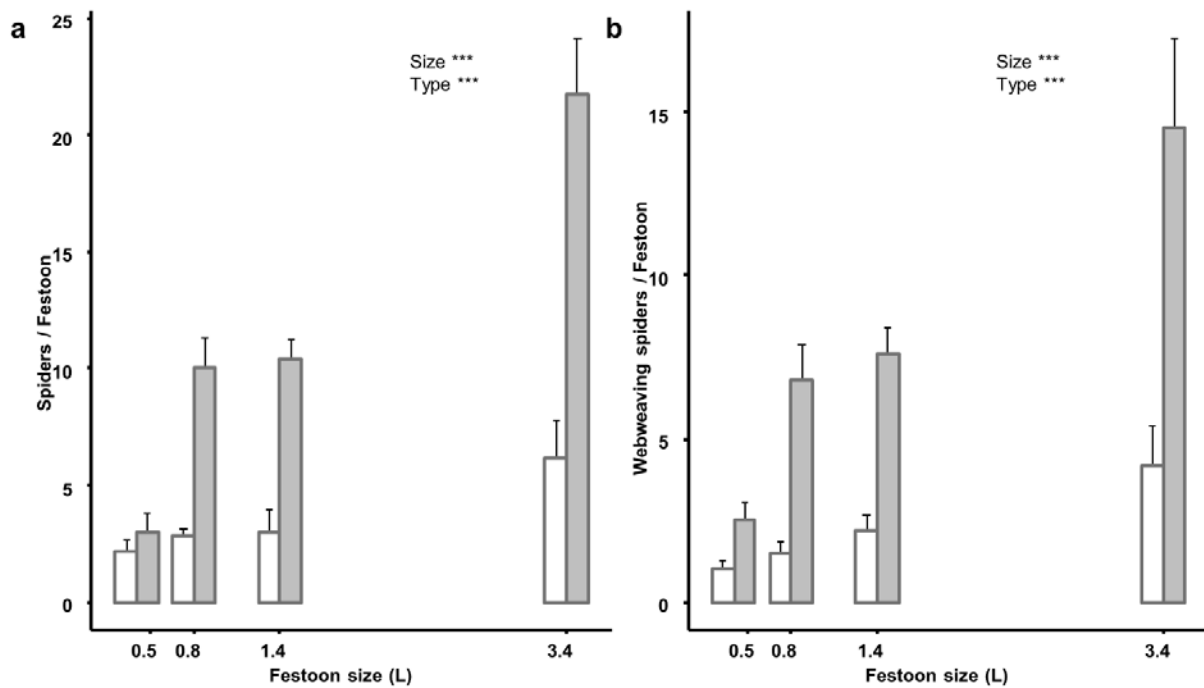 a
25
20
15
10
5
0
Spiders / Festoon
Size ***
Type ***
0.5 0.8 1.4 3.4
Festoon size (L)
b
15
10
5
0
Webweaving spiders / Festoon
Size ***
Type ***
0.5 0.8 1.4 3.4
Festoon size (L)